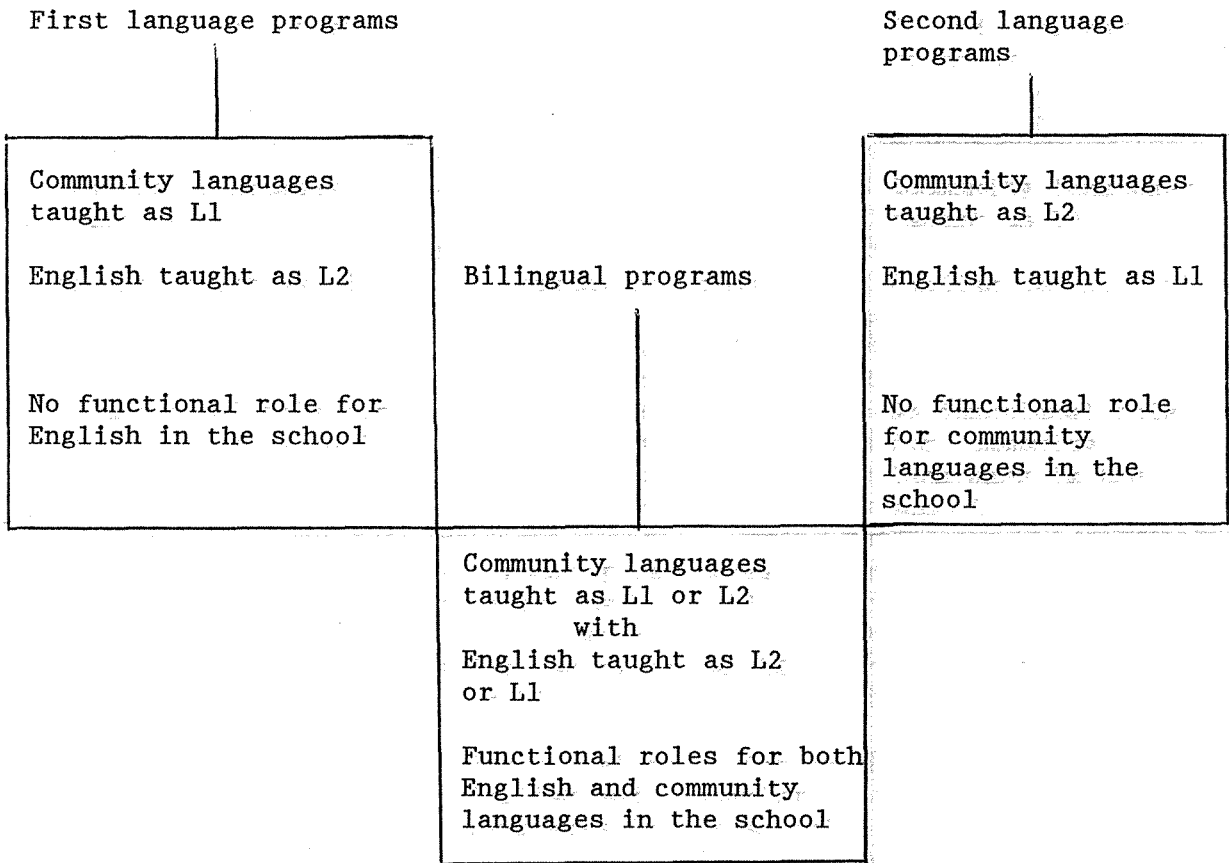 First language programs
Community languages
taught as L1
English taught as L2
No functional role for
English in the school
Bilingual programs
Community languages
taught as L1 or L2
with
English taught as L2
or L1
Functional roles for both
English and community
languages in the school
Second language
programs
Community languages
taught as L2
English taught as L1
No functional role
for community
languages in the
school